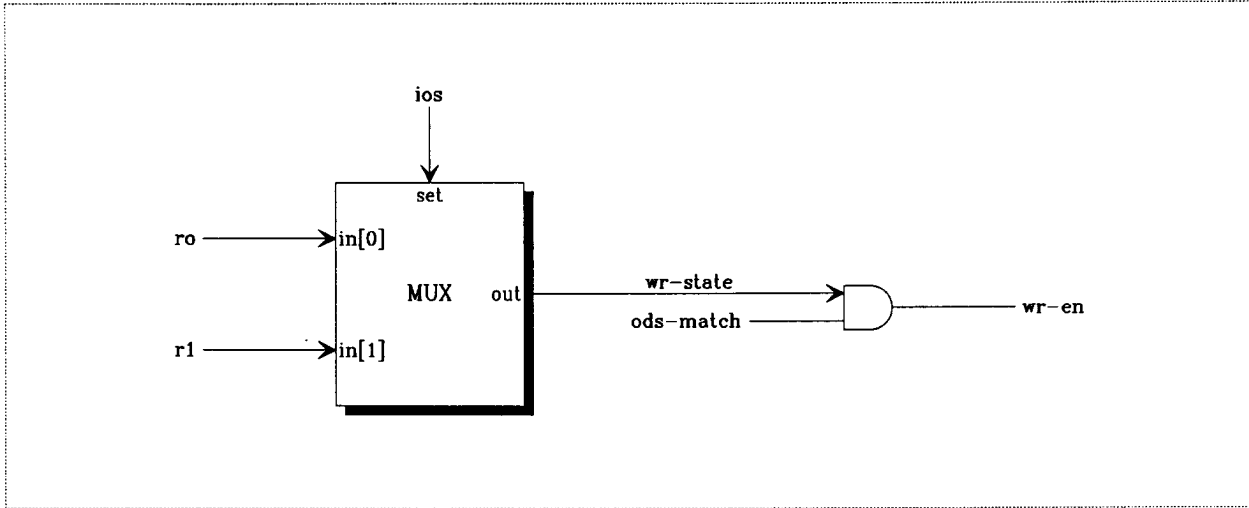 ios
set
ro
in[0]
MUX
out
wr-state
ods-match
wr-en
r1
in[1]